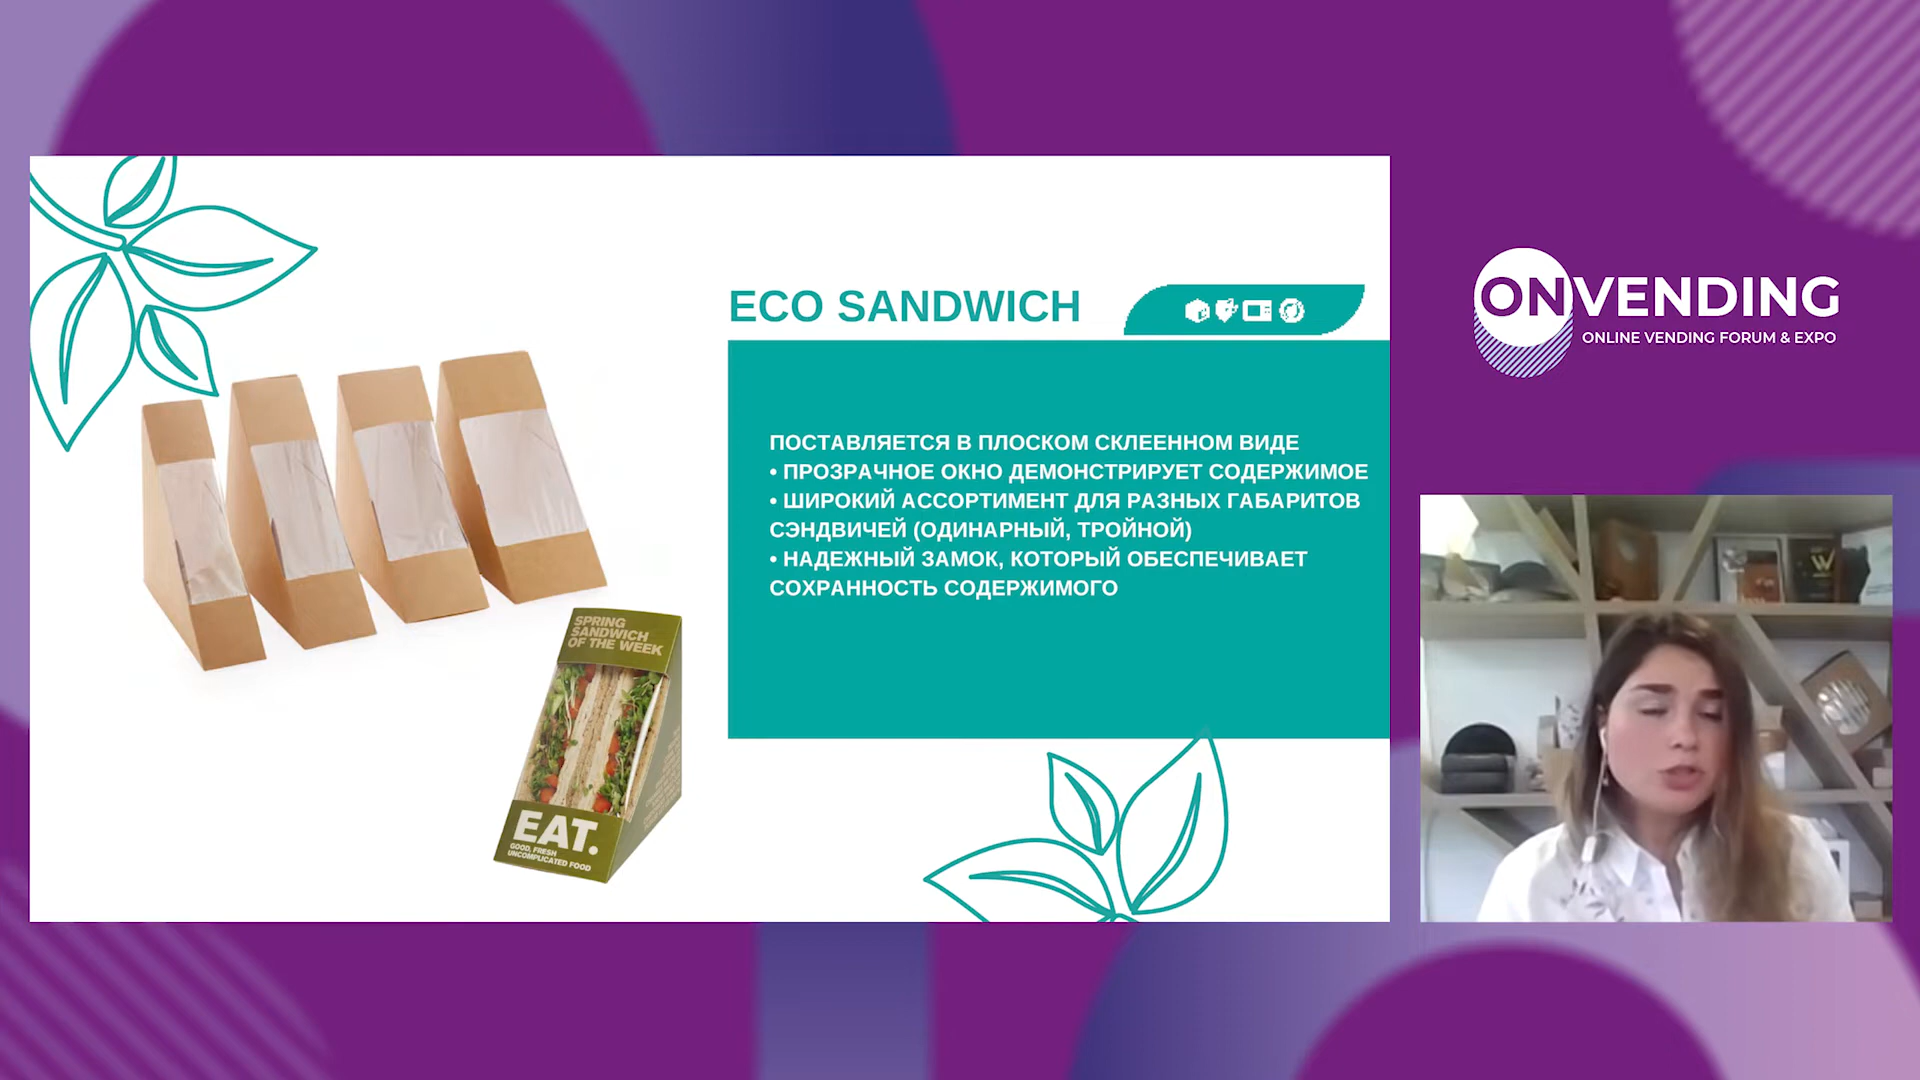 ECO SANDWICH
ПОСТАВЛЯЕТСЯ В ПЛОСКОМ СКЛЕЕННОМ ВИДЕ
• ПРОЗРАЧНОЕ ОКНО ДЕМОНСТРИРУЕТ СОДЕРЖИМОЕ
• ШИРОКИЙ АССОРТИМЕНТ ДЛЯ РАЗНЫХ ГАБАРИТОВ
СЭНДВИЧЕЙ (ОДИНАРНЫЙ, ТРОЙНОЙ)
• НАДЕЖНЫЙ ЗАМОК, КОТОРЫЙ ОБЕСПЕЧИВАЕТ
СОХРАННОСТЬ СОДЕРЖИМОГО
SPRING
SANDWICH
OF THE WEEK
EAT.
GOOD, FRESH
UNCOMPLICATED FOOD
ONVENDING
ONLINE VENDING FORUM & EXPO
W